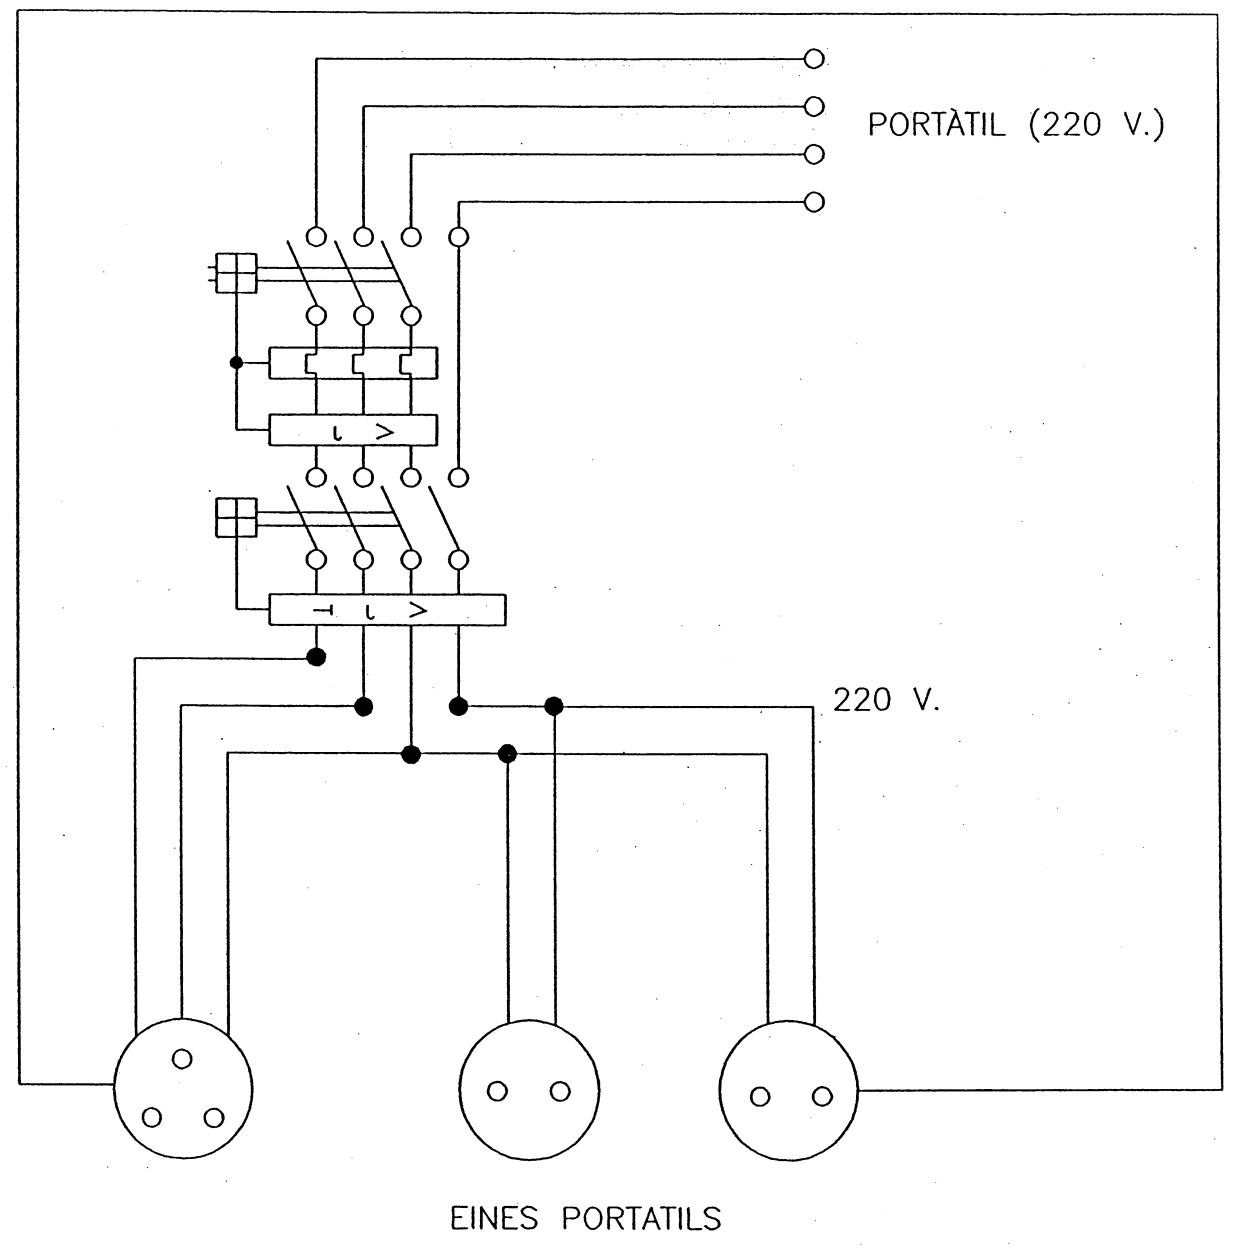 PORTÀTIL (220 V.)
I >
I >
220 V.
EINES PORTATILS